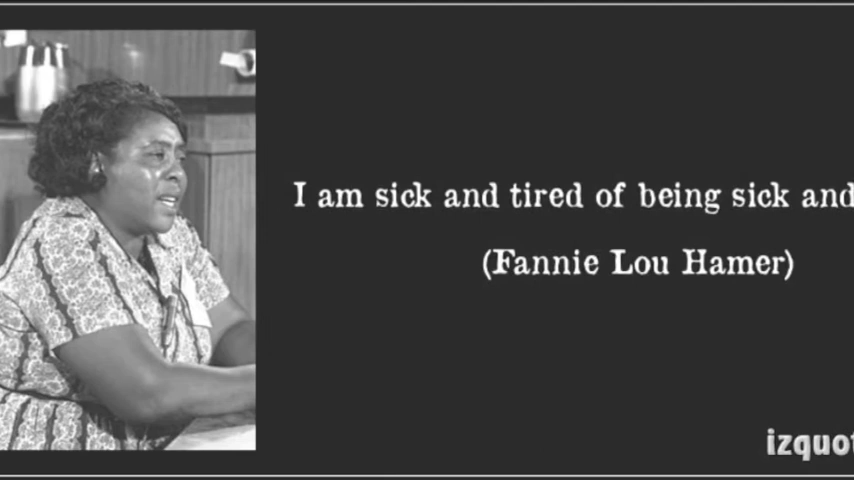 I am sick and tired of being sick and
(Fannie Lou Hamer)
izquot